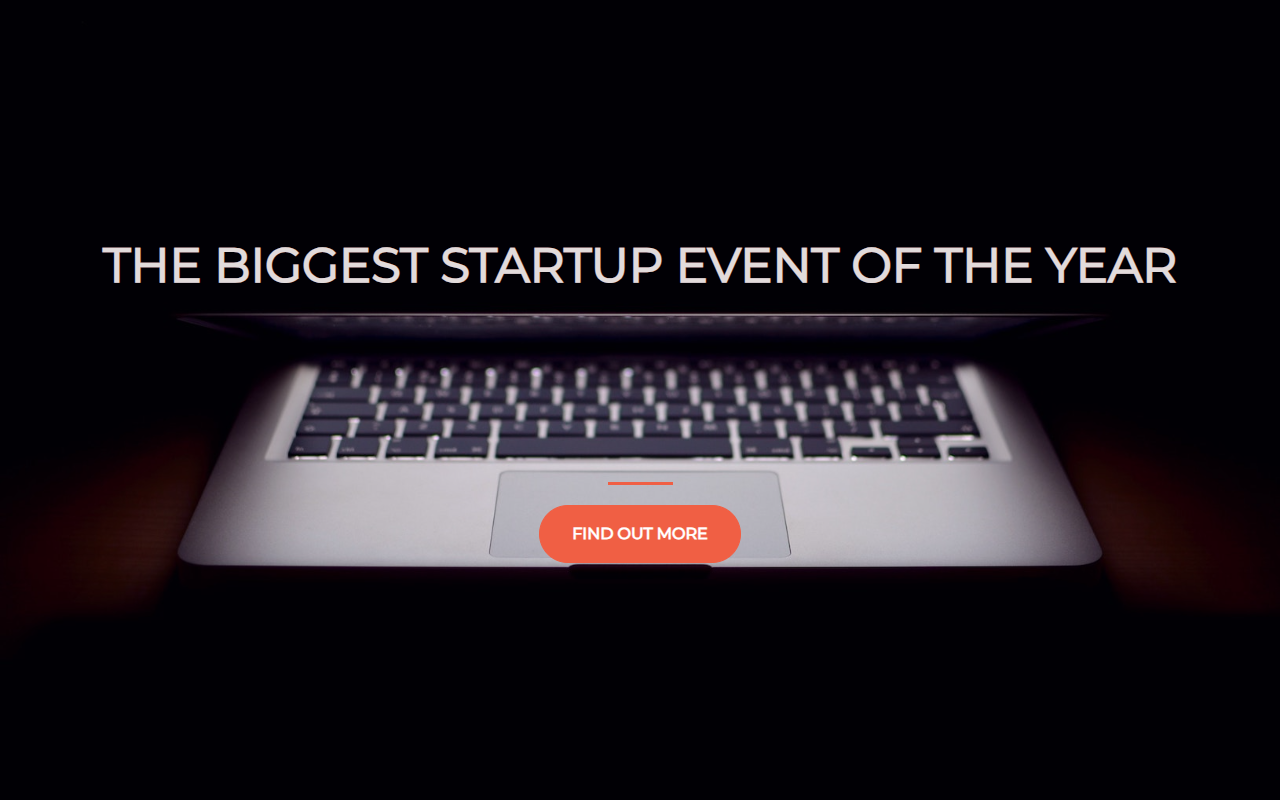 THE BIGGEST STARTUP EVENT OF THE YEAR
FIND OUT MORE